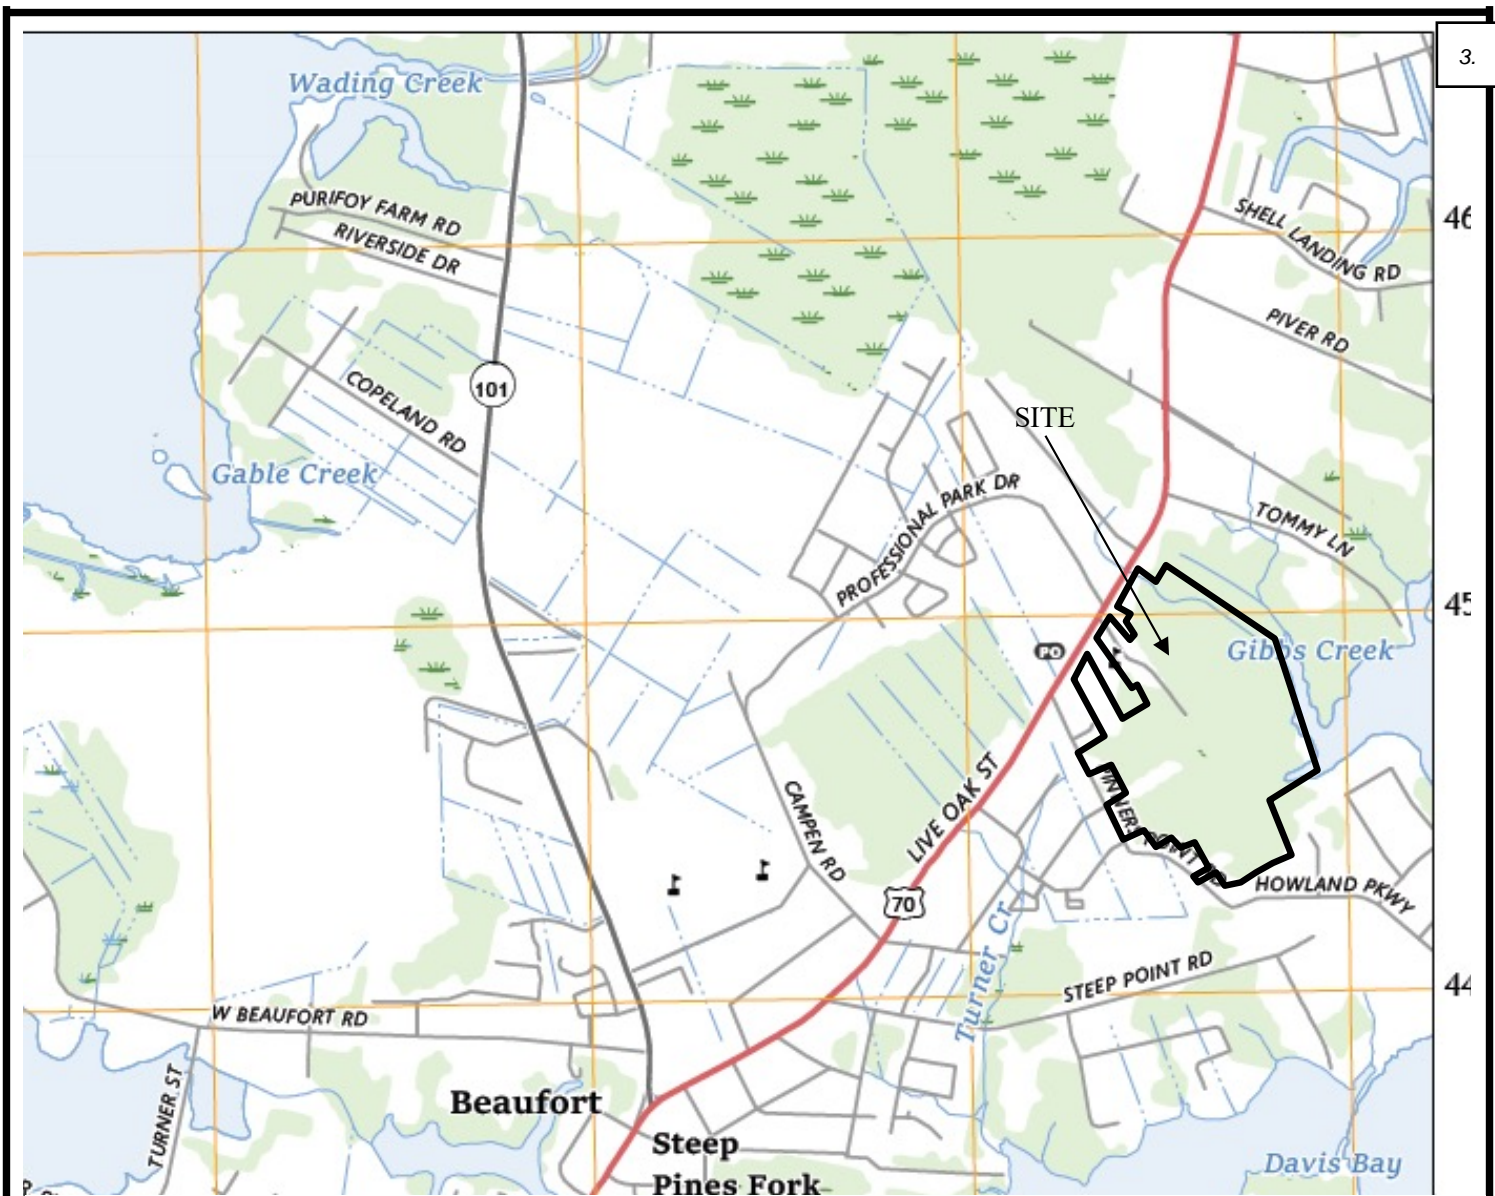 3.
Wading Creek
PURIFOY FARM RD
46
SHELL LANDING RD
RIVERSIDE DR
PIVER RD
101
COPELAND RD
SITE
Gable Creek
PROFESSIONAL PARK DR
TOMMY LN
45
PO
Gibbs Creek
CAMPEN RD
LIVE OAK ST
70
HOWLAND PKWY
Turner Cr
STEEP POINT RD
44
W BEAUFORT RD
TURNER ST
Beaufort
Steep
Pines Fork
Davis Bay